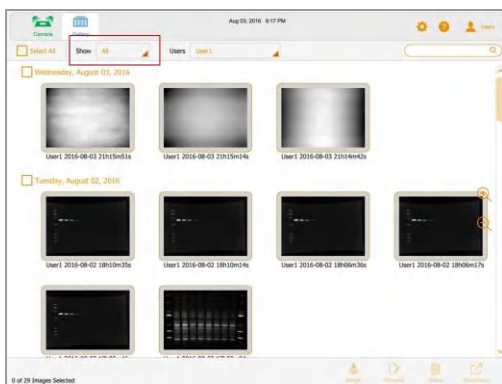 Aug 03, 2016 9:17 PM
Camera Gallery Users
Select All Show All Users User1
Wednesday, August 03, 2016
User1 2016-08-03 21h15m51s User1 2016-08-03 21h15m14s User1 2016-08-03 21h14m42s
Tuesday, August 02, 2016
User1 2016-08-02 18h10m35s User1 2016-08-02 18h10m14s User1 2016-08-02 18h06m36s User1 2016-08-02 18h06m17s
0 of 29 Images Selected